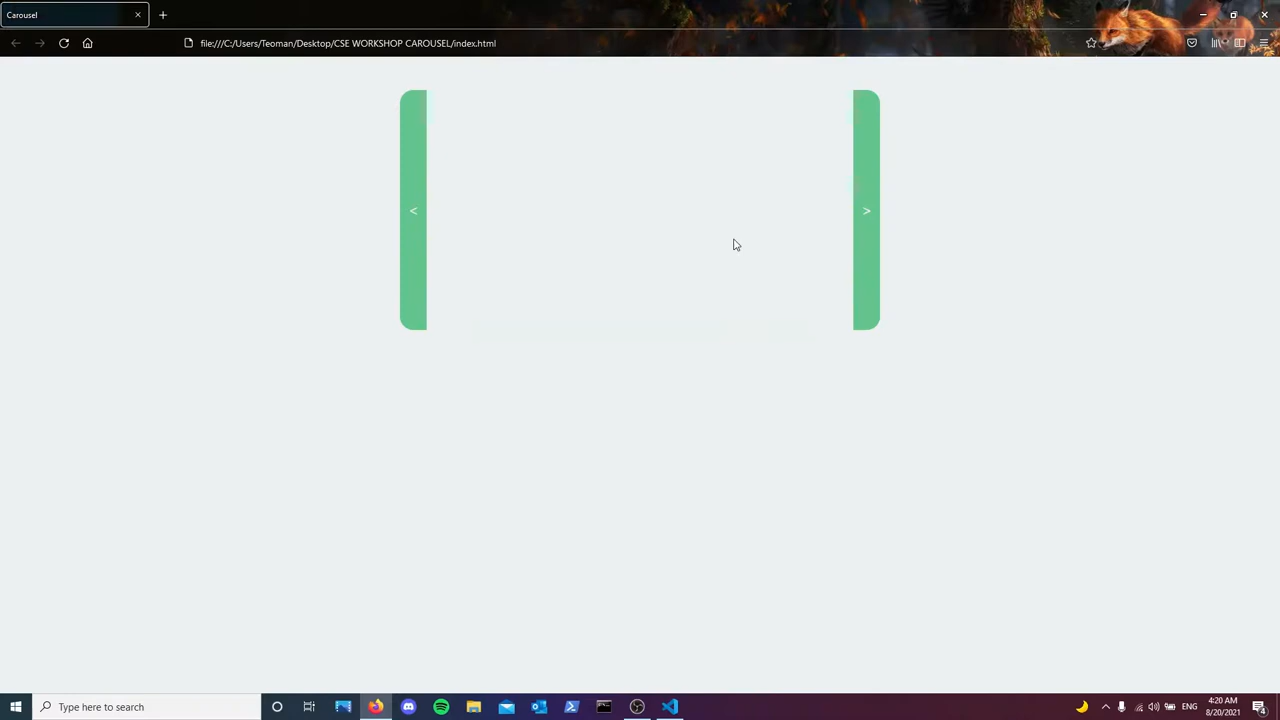 Carousel
file:///C:/Users/Teoman/Desktop/CSE WORKSHOP CAROUSEL/index.html
< >
Type here to search
ENG
4:20 AM
8/20/2021
4